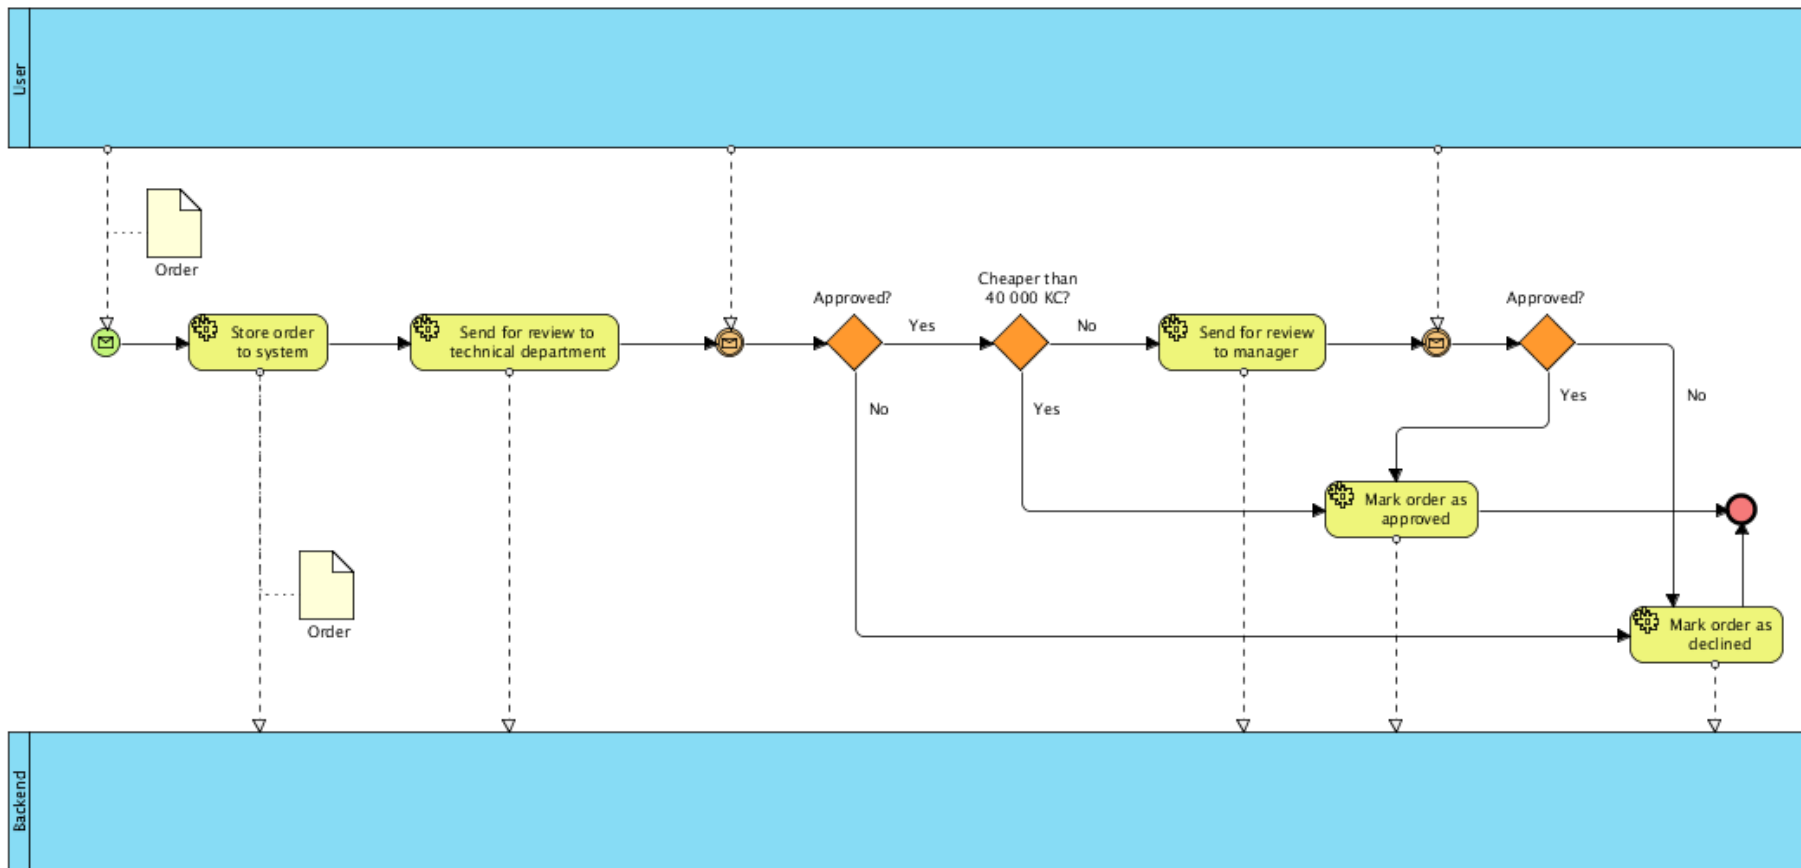 User
Order
Cheaper than
40 000 KC?
Approved?
Approved?
Store order
to system
Send for review to
technical department
Yes
No
Send for review
to manager
No
Yes
Yes
No
Mark order as
approved
Order
Mark order as
declined
Backend